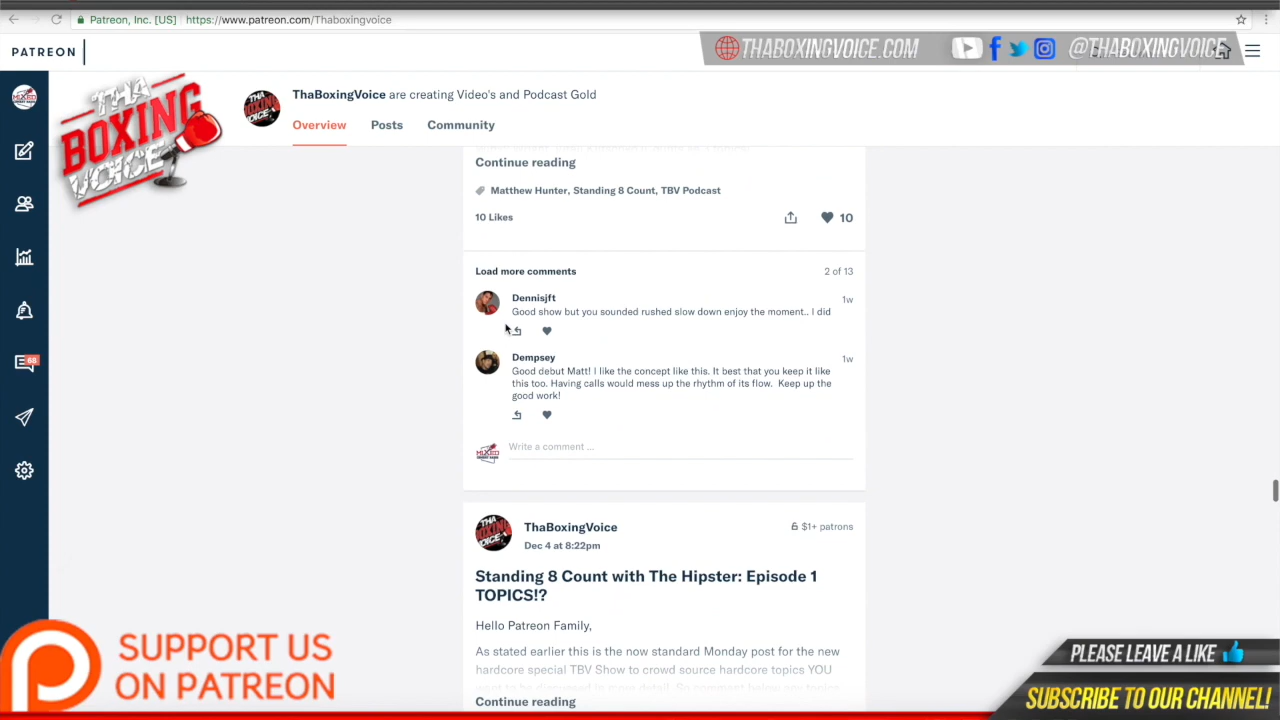 Patreon, Inc. [US] https://www.patreon.com/Thaboxingvoice
PATREON
THABOXINGVOICE.COM @THABOXINGVOICE
THA BOXING VOICE
ThaBoxingVoice are creating Video's and Podcast Gold
Overview Posts Community
Continue reading
Matthew Hunter, Standing 8 Count, TBV Podcast
10 Likes 10
Load more comments 2 of 13
Dennisjft 1w
Good show but you sounded rushed slow down enjoy the moment.. I did
Dempsey 1w
Good debut Matt! I like the concept like this. It best that you keep it like
this too. Having calls would mess up the rhythm of its flow. Keep up the
good work!
Write a comment ...
68
ThaBoxingVoice $1+ patrons
Dec 4 at 8:22pm
Standing 8 Count with The Hipster: Episode 1
TOPICS!?
Hello Patreon Family,
As stated earlier this is the now standard Monday post for the new
hardcore special TBV Show to crowd source hardcore topics YOU
Continue reading
SUPPORT US
ON PATREON
PLEASE LEAVE A LIKE
SUBSCRIBE TO OUR CHANNEL!